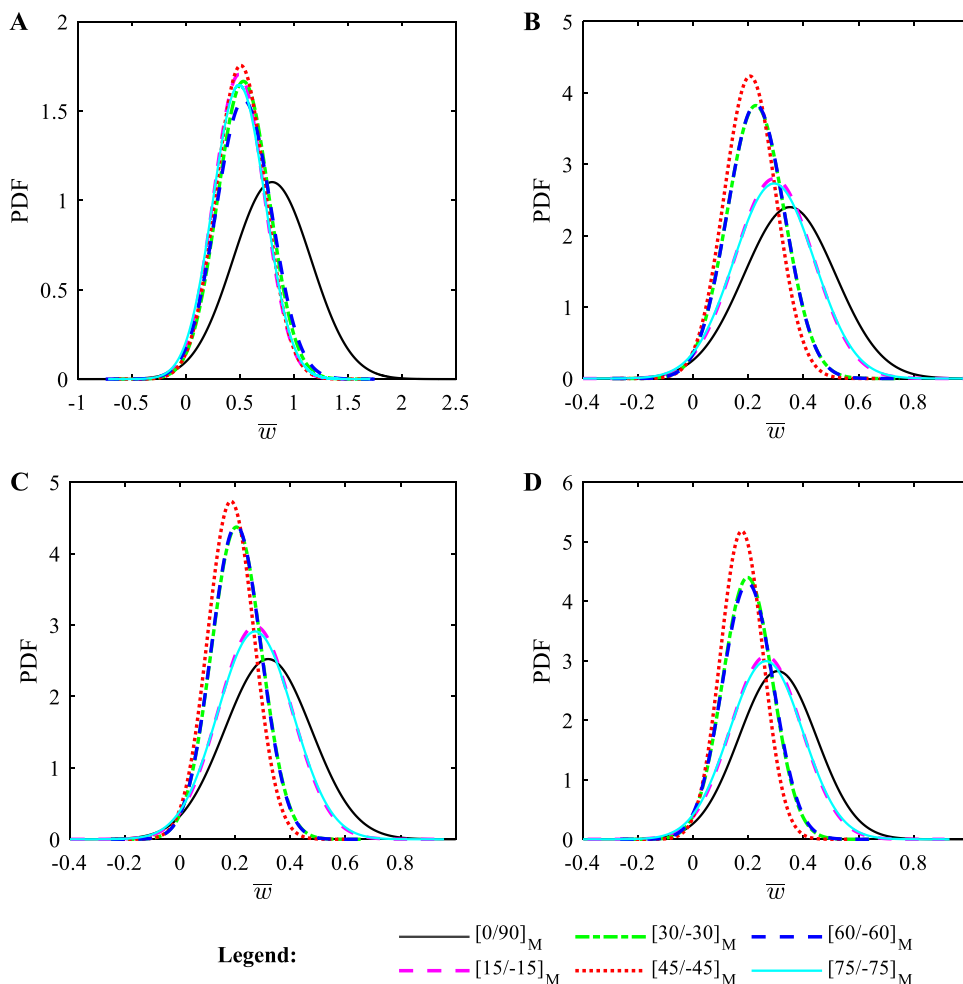 A
2
1.5
1
0.5
0
PDF
-1 -0.5 0 0.5 1 1.5 2 2.5
w̅
B
5
4
3
2
1
0
PDF
-0.4 -0.2 0 0.2 0.4 0.6 0.8
w̅
C
5
4
3
2
1
0
PDF
-0.4 -0.2 0 0.2 0.4 0.6 0.8
w̅
D
6
5
4
3
2
1
0
PDF
-0.4 -0.2 0 0.2 0.4 0.6 0.8
w̅
Legend:
[0/90]M [30/-30]M [60/-60]M
[15/-15]M [45/-45]M [75/-75]M